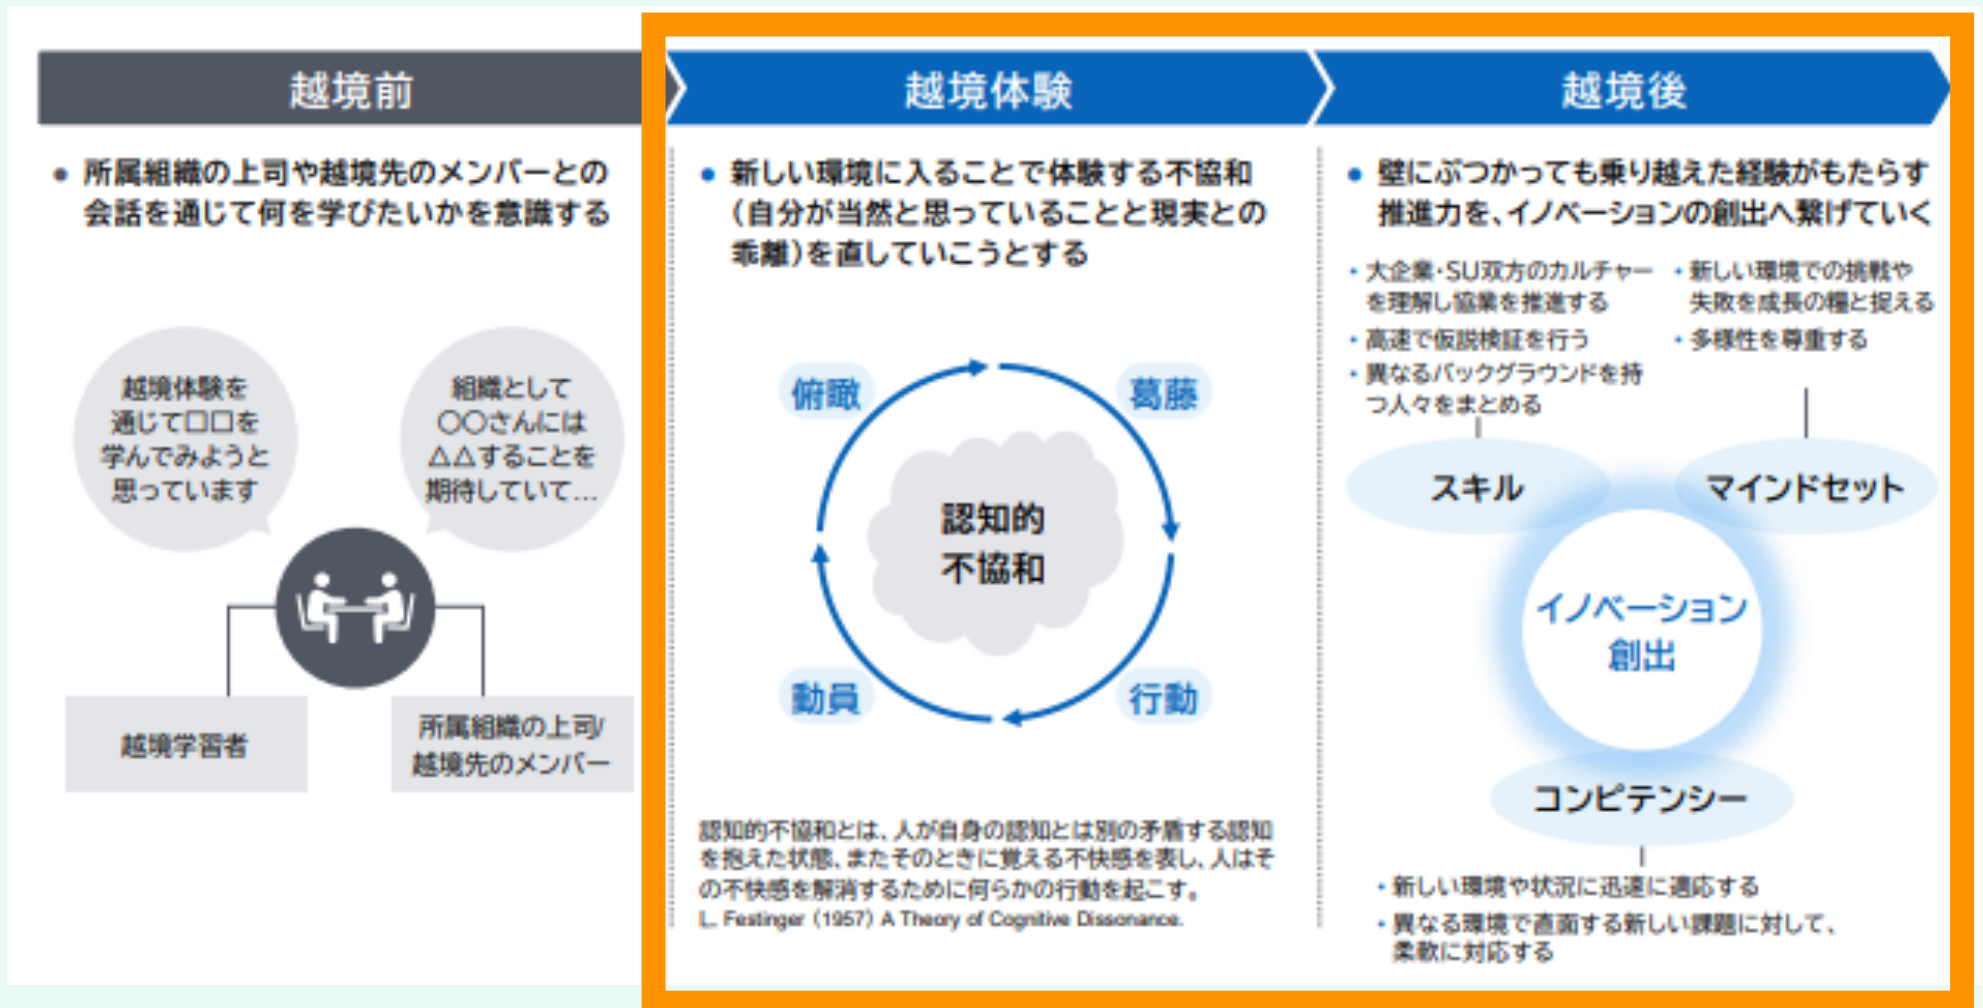 越境前
• 所属組織の上司や越境先のメンバーとの
会話を通じて何を学びたいかを意識する
越境体験を
通じて□□を
学んでみようと
思っています
組織として
〇〇さんには
△△することを
期待していて…
越境学習者
所属組織の上司/
越境先のメンバー
越境体験
• 新しい環境に入ることで体験する不協和
（自分が当然と思っていることと現実との
乖離）を直していこうとする
俯瞰
葛藤
認知的
不協和
動員
行動
認知的不協和とは、人が自身の認知とは別の矛盾する認知
を抱えた状態、またそのときに覚える不快感を表し、人はそ
の不快感を解消するために何らかの行動を起こす。
L. Festinger (1957) A Theory of Cognitive Dissonance.
越境後
• 壁にぶつかっても乗り越えた経験がもたらす
推進力を、イノベーションの創出へ繋げていく
・大企業・SU双方のカルチャー
を理解し協業を推進する
・高速で仮説検証を行う
・異なるバックグラウンドを持
つ人々をまとめる
・新しい環境での挑戦や
失敗を成長の糧と捉える
・多様性を尊重する
スキル
マインドセット
イノベーション
創出
コンピテンシー
・新しい環境や状況に迅速に適応する
・異なる環境で直面する新しい課題に対して、
柔軟に対応する